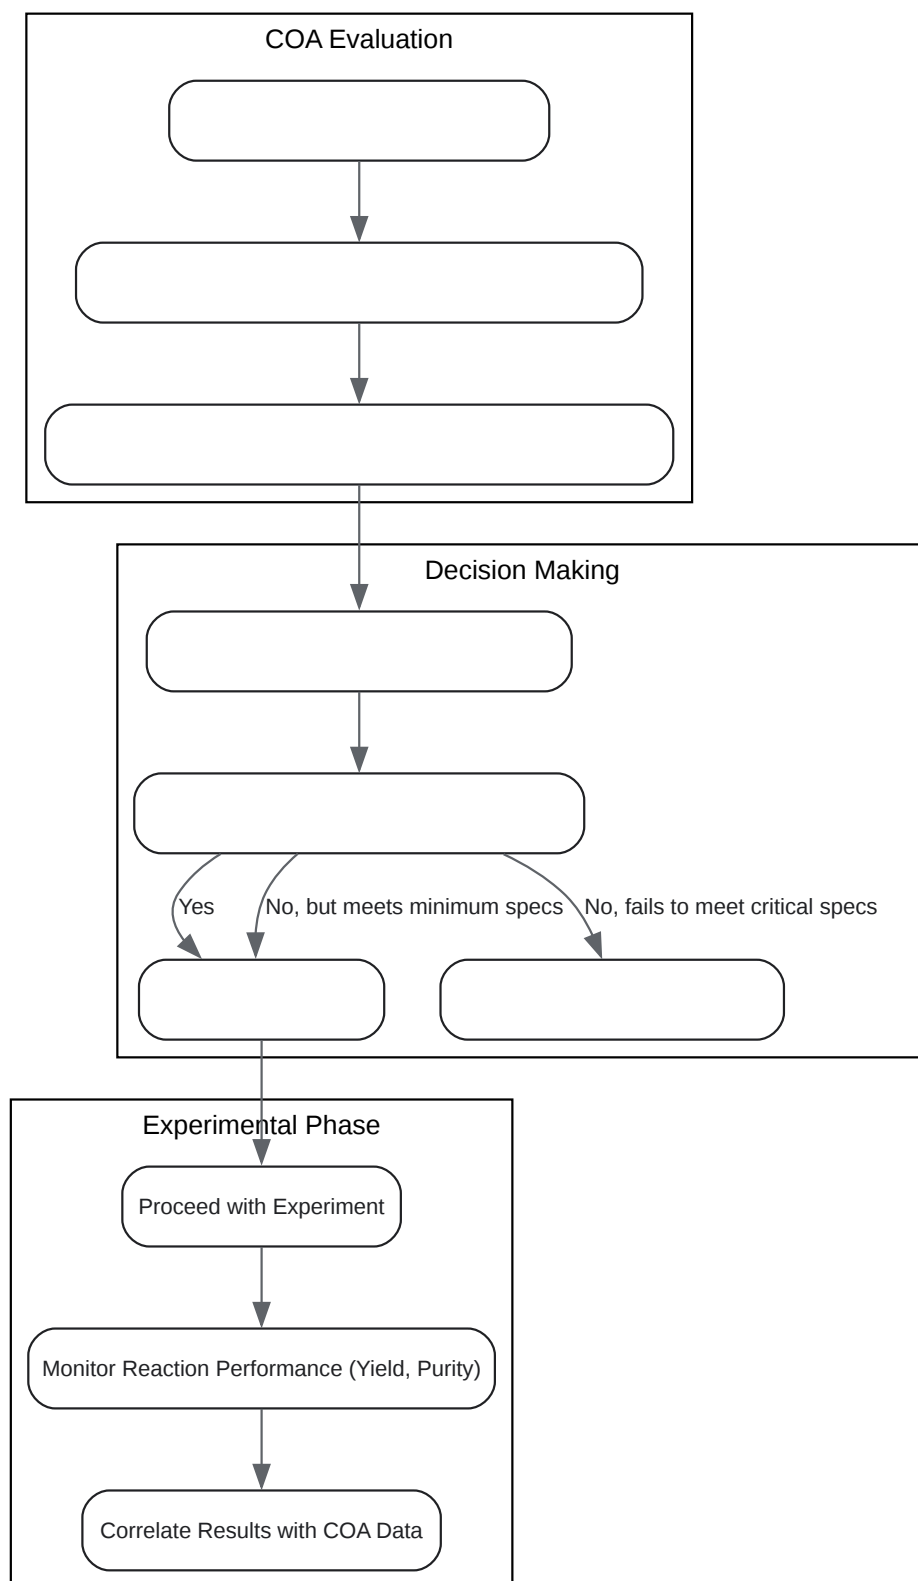 COA Evaluation
Decision Making
Yes
No, but meets minimum specs
No, fails to meet critical specs
Experimental Phase
Proceed with Experiment
Monitor Reaction Performance (Yield, Purity)
Correlate Results with COA Data